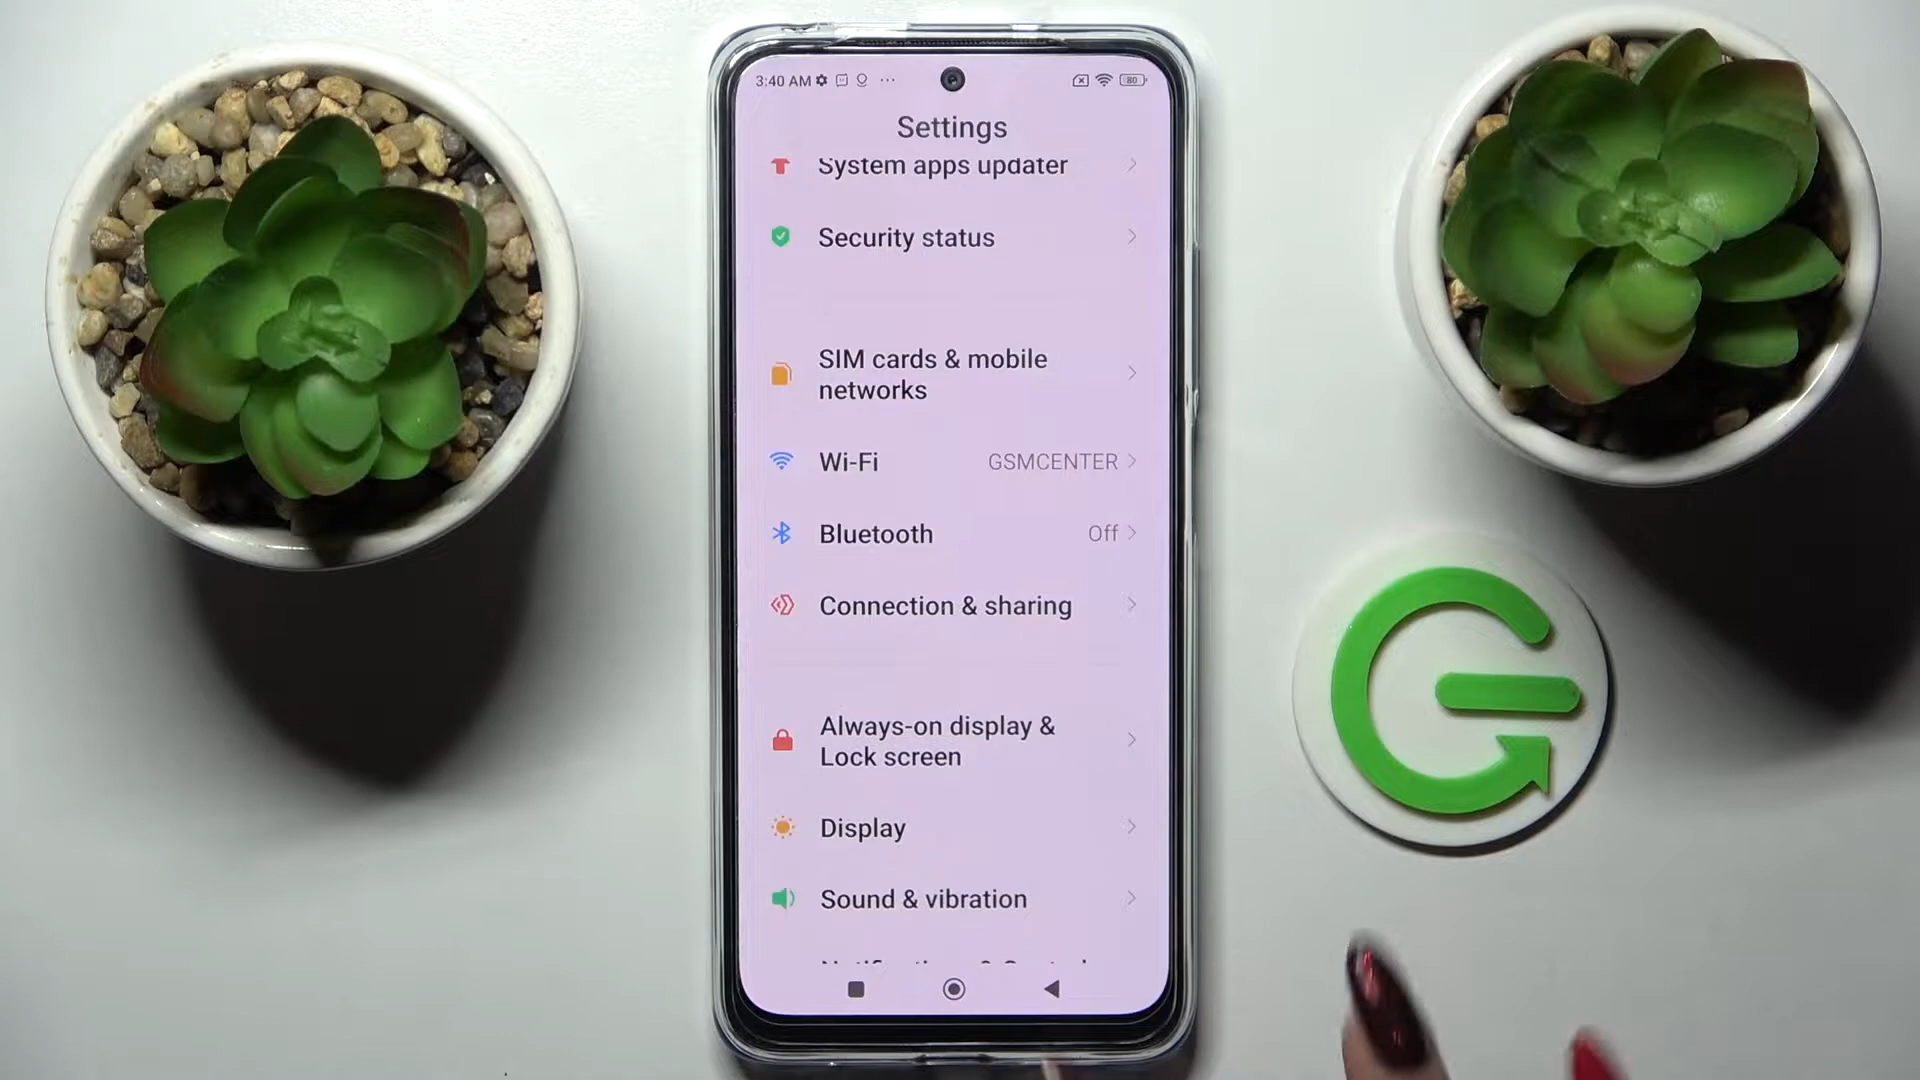 3:40 AM
80
Settings
System apps updater
Security status
SIM cards & mobile
networks
Wi-Fi GSMCENTER
Bluetooth Off
Connection & sharing
Always-on display &
Lock screen
Display
Sound & vibration